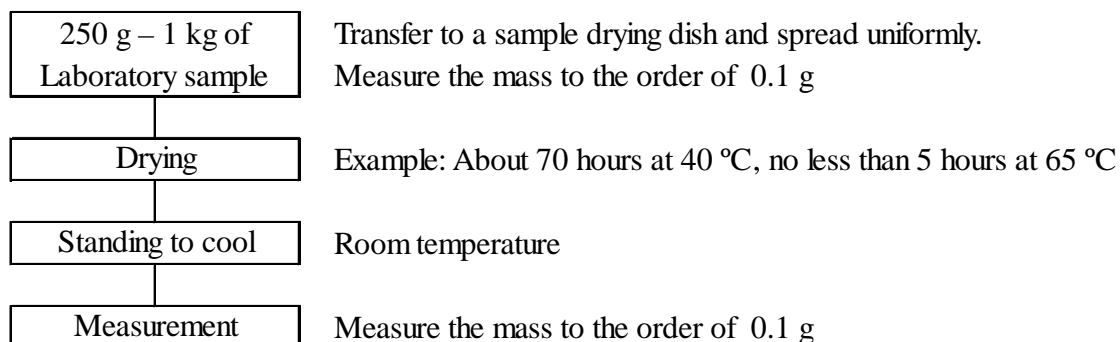 250 g – 1 kg of
Laboratory sample
Transfer to a sample drying dish and spread uniformly.
Measure the mass to the order of 0.1 g
Drying
Example: About 70 hours at 40 ºC, no less than 5 hours at 65 ºC
Standing to cool
Room temperature
Measurement
Measure the mass to the order of 0.1 g